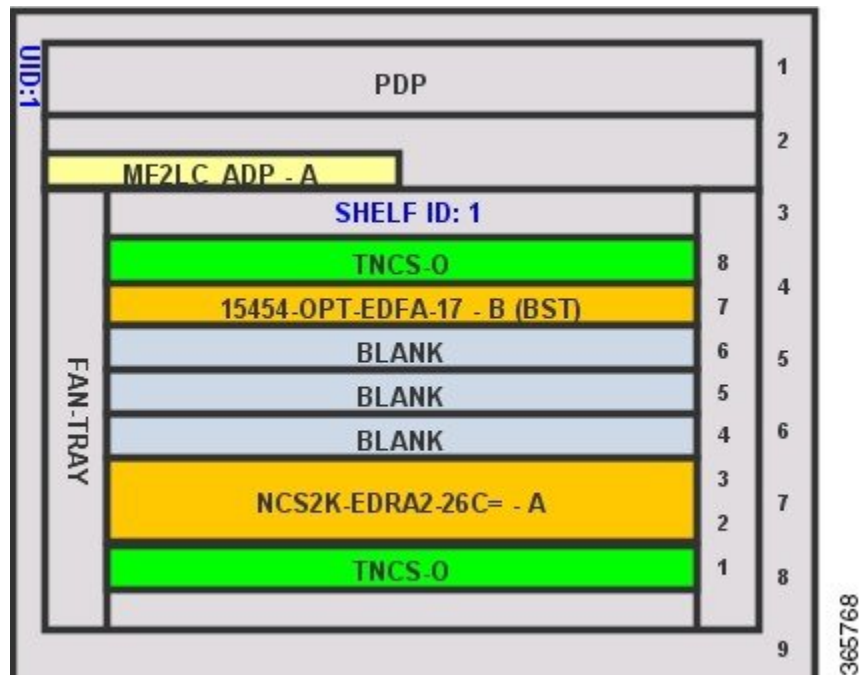 UID:1
PDP
1
2
MF2LC_ADP - A
SHELF ID: 1
3
TNCS-O
8
4
15454-OPT-EDFA-17 - B (BST)
7
BLANK
6
5
BLANK
5
FAN-TRAY
BLANK
4
6
NCS2K-EDRA2-26C= - A
3
2
7
TNCS-O
1
8
9
365768